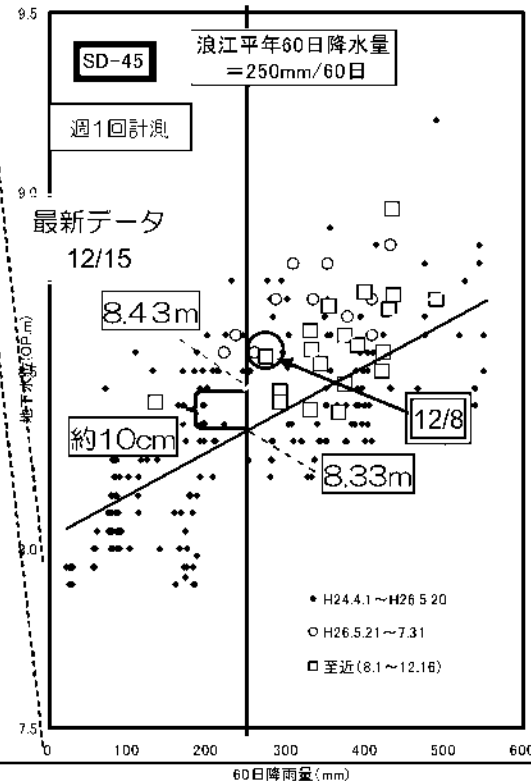 9.5
SD-45
浪江平年60日降水量
＝250mm/60日
週1回計測
9.0
最新データ
12/15
8.43m
12/8
約10cm
8.33m
8.0
• H24.4.1～H26.5.20
○ H26.5.21～7.31
□ 至近(8.1～12.16)
7.5
0 100 200 300 400 500 600
60日降雨量(mm)